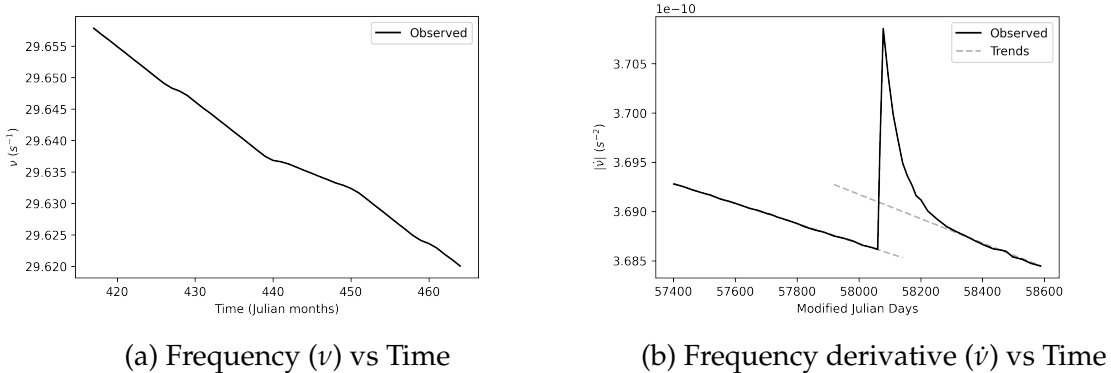 29.655
29.650
29.645
29.640
29.635
29.630
29.625
29.620
ν (s⁻¹)
Observed
420
430
440
450
460
Time (Julian months)
(a) Frequency (ν) vs Time
1e−10
3.705
3.700
3.695
3.690
3.685
|ν̇| (s⁻²)
Observed
Trends
57400
57600
57800
58000
58200
58400
58600
Modified Julian Days
(b) Frequency derivative (ν̇) vs Time